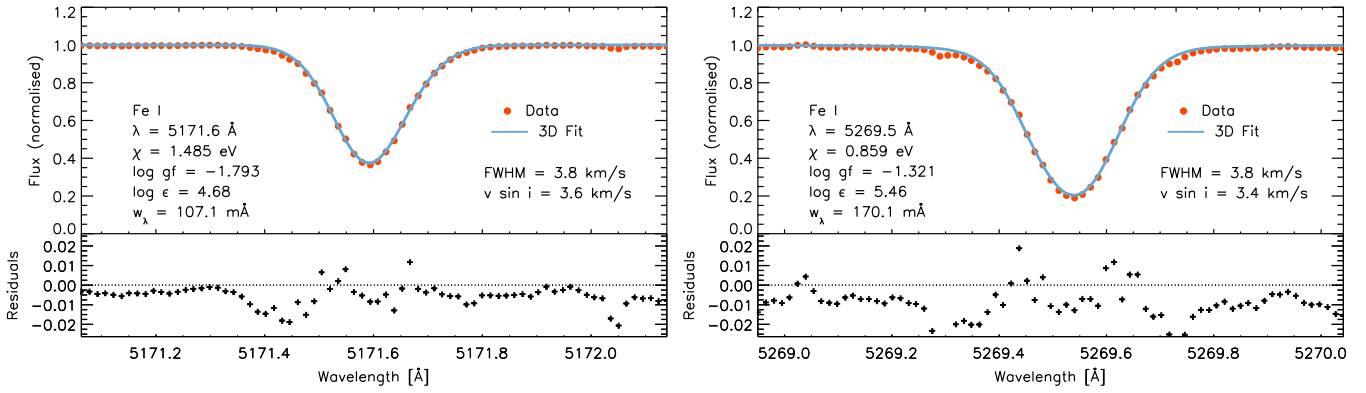 1.2
1.0
0.8
0.6
0.4
0.2
0.0
Flux (normalised)
Fe I
λ = 5171.6 Å
χ = 1.485 eV
log gf = −1.793
log ϵ = 4.68
wλ = 107.1 mÅ
Data
3D Fit
FWHM = 3.8 km/s
v sin i = 3.6 km/s
0.02
0.01
0.00
−0.01
−0.02
Residuals
5171.2 5171.4 5171.6 5171.8 5172.0
Wavelength [Å]
1.2
1.0
0.8
0.6
0.4
0.2
0.0
Flux (normalised)
Fe I
λ = 5269.5 Å
χ = 0.859 eV
log gf = −1.321
log ϵ = 5.46
wλ = 170.1 mÅ
Data
3D Fit
FWHM = 3.8 km/s
v sin i = 3.4 km/s
0.02
0.01
0.00
−0.01
−0.02
Residuals
5269.0 5269.2 5269.4 5269.6 5269.8 5270.0
Wavelength [Å]